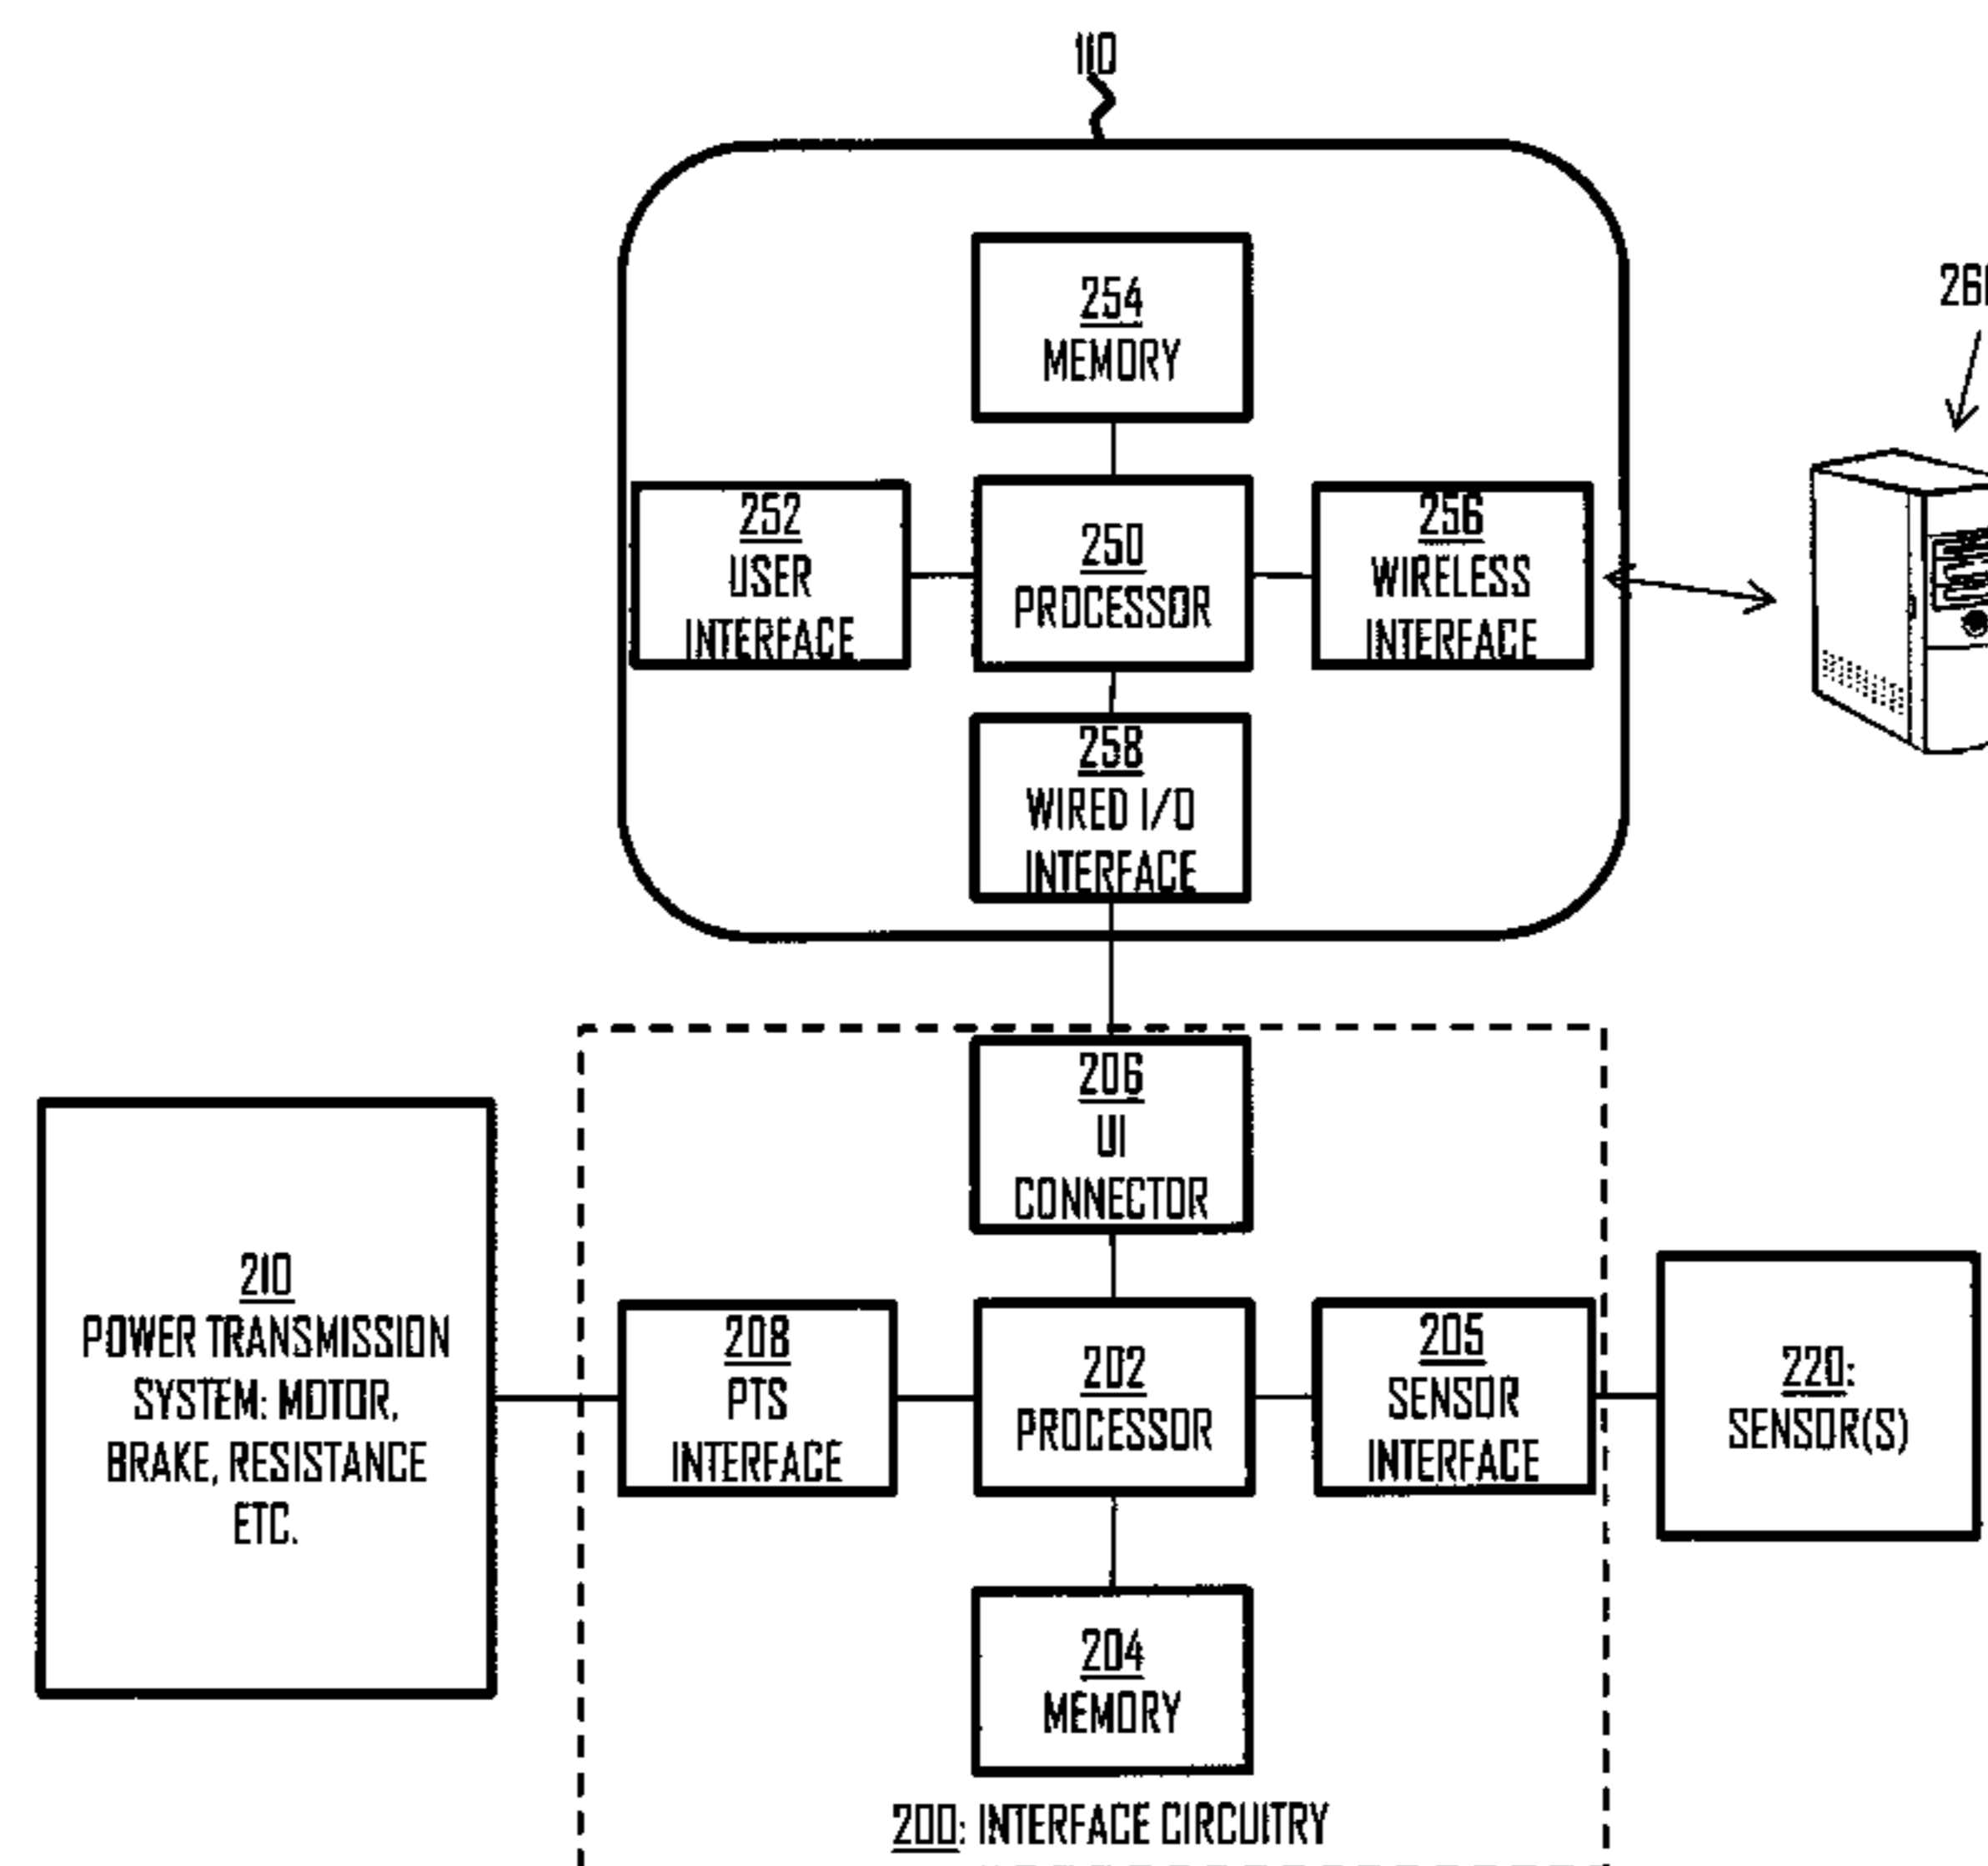 110
254
MEMORY
252
USER
INTERFACE
250
PROCESSOR
256
WIRELESS
INTERFACE
258
WIRED I/O
INTERFACE
206
UI
CONNECTOR
210
POWER TRANSMISSION
SYSTEM: MOTOR,
BRAKE, RESISTANCE
ETC.
208
PTS
INTERFACE
202
PROCESSOR
205
SENSOR
INTERFACE
220:
SENSOR(S)
204
MEMORY
200: INTERFACE CIRCUITRY